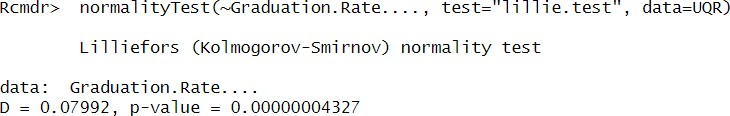 Rcmdr>  normalityTest(~Graduation.Rate...., test="lillie.test", data=UQR)
Lilliefors (Kolmogorov-Smirnov) normality test
data:  Graduation.Rate....
D = 0.07992, p-value = 0.00000004327